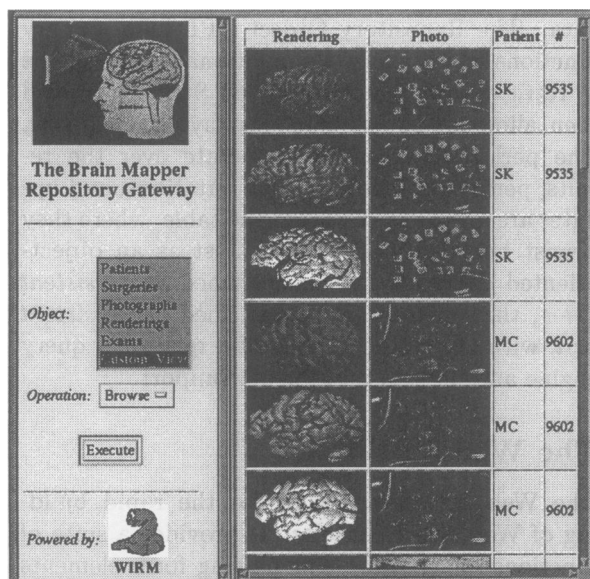 The Brain Mapper
Repository Gateway
Object:
Patients
Surgeries
Photographs
Renderings
Exams
Custom View
Operation: Browse
Execute
Powered by:
WIRM
Rendering Photo Patient #
SK 9535
SK 9535
SK 9535
MC 9602
MC 9602
MC 9602